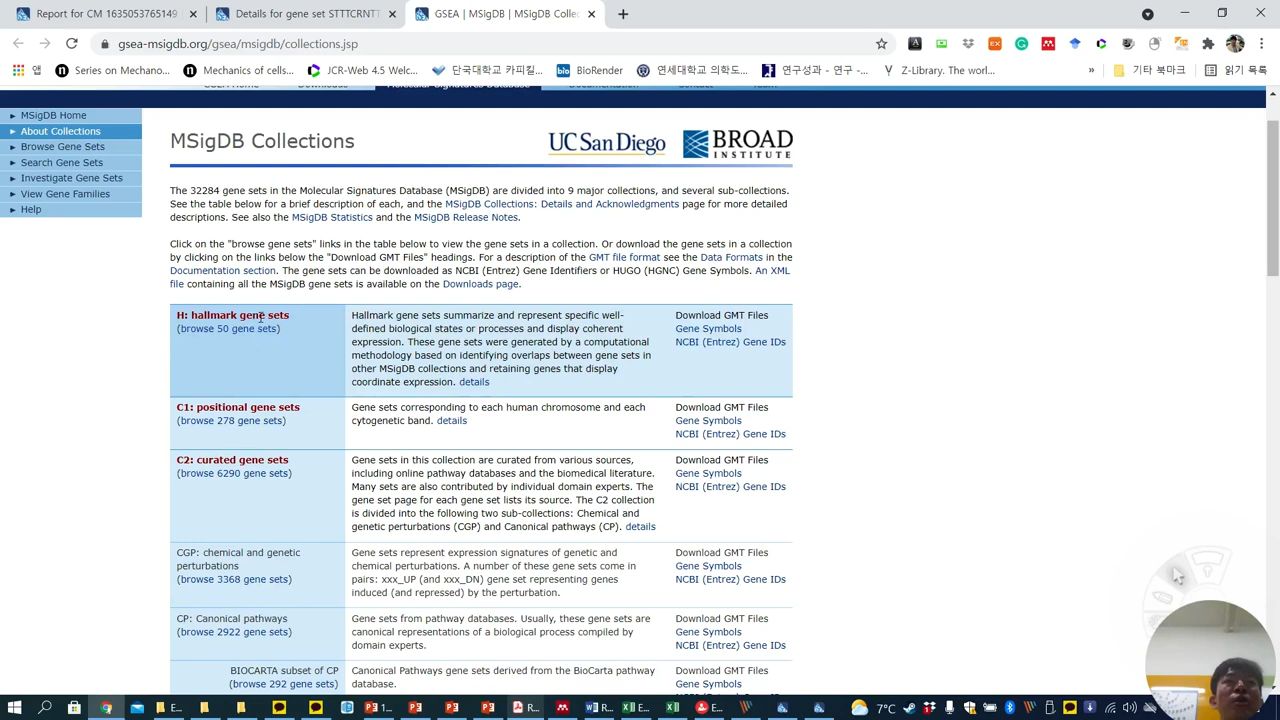 Report for CM 1635053765149
Details for gene set STTTCRNTT
GSEA | MSigDB | MSigDB Collec
gsea-msigdb.org/gsea/msigdb/collections.jsp
앱
Series on Mechano...
Mechanics of cells...
JCR-Web 4.5 Welc...
단국대학교 카피킬...
BioRender
연세대학교 의학도...
연구성과 - 연구 -...
Z-Library. The worl...
»
기타 북마크
읽기 목록
MSigDB Home
About Collections
Browse Gene Sets
Search Gene Sets
Investigate Gene Sets
View Gene Families
Help
MSigDB Collections
UC San Diego
BROAD
INSTITUTE
The 32284 gene sets in the Molecular Signatures Database (MSigDB) are divided into 9 major collections, and several sub-collections.
See the table below for a brief description of each, and the MSigDB Collections: Details and Acknowledgments page for more detailed
descriptions. See also the MSigDB Statistics and the MSigDB Release Notes.
Click on the "browse gene sets" links in the table below to view the gene sets in a collection. Or download the gene sets in a collection
by clicking on the links below the "Download GMT Files" headings. For a description of the GMT file format see the Data Formats in the
Documentation section. The gene sets can be downloaded as NCBI (Entrez) Gene Identifiers or HUGO (HGNC) Gene Symbols. An XML
file containing all the MSigDB gene sets is available on the Downloads page.
H: hallmark gene sets
(browse 50 gene sets)
Hallmark gene sets summarize and represent specific well-
defined biological states or processes and display coherent
expression. These gene sets were generated by a computational
methodology based on identifying overlaps between gene sets in
other MSigDB collections and retaining genes that display
coordinate expression. details
Download GMT Files
Gene Symbols
NCBI (Entrez) Gene IDs
C1: positional gene sets
(browse 278 gene sets)
Gene sets corresponding to each human chromosome and each
cytogenetic band. details
Download GMT Files
Gene Symbols
NCBI (Entrez) Gene IDs
C2: curated gene sets
(browse 6290 gene sets)
Gene sets in this collection are curated from various sources,
including online pathway databases and the biomedical literature.
Many sets are also contributed by individual domain experts. The
gene set page for each gene set lists its source. The C2 collection
is divided into the following two sub-collections: Chemical and
genetic perturbations (CGP) and Canonical pathways (CP). details
Download GMT Files
Gene Symbols
NCBI (Entrez) Gene IDs
CGP: chemical and genetic
perturbations
(browse 3368 gene sets)
Gene sets represent expression signatures of genetic and
chemical perturbations. A number of these gene sets come in
pairs: xxx_UP (and xxx_DN) gene set representing genes
induced (and repressed) by the perturbation.
Download GMT Files
Gene Symbols
NCBI (Entrez) Gene IDs
CP: Canonical pathways
(browse 2922 gene sets)
Gene sets from pathway databases. Usually, these gene sets are
canonical representations of a biological process compiled by
domain experts.
Download GMT Files
Gene Symbols
NCBI (Entrez) Gene IDs
BIOCARTA subset of CP
(browse 292 gene sets)
Canonical Pathways gene sets derived from the BioCarta pathway
database.
Download GMT Files
Gene Symbols
7°C